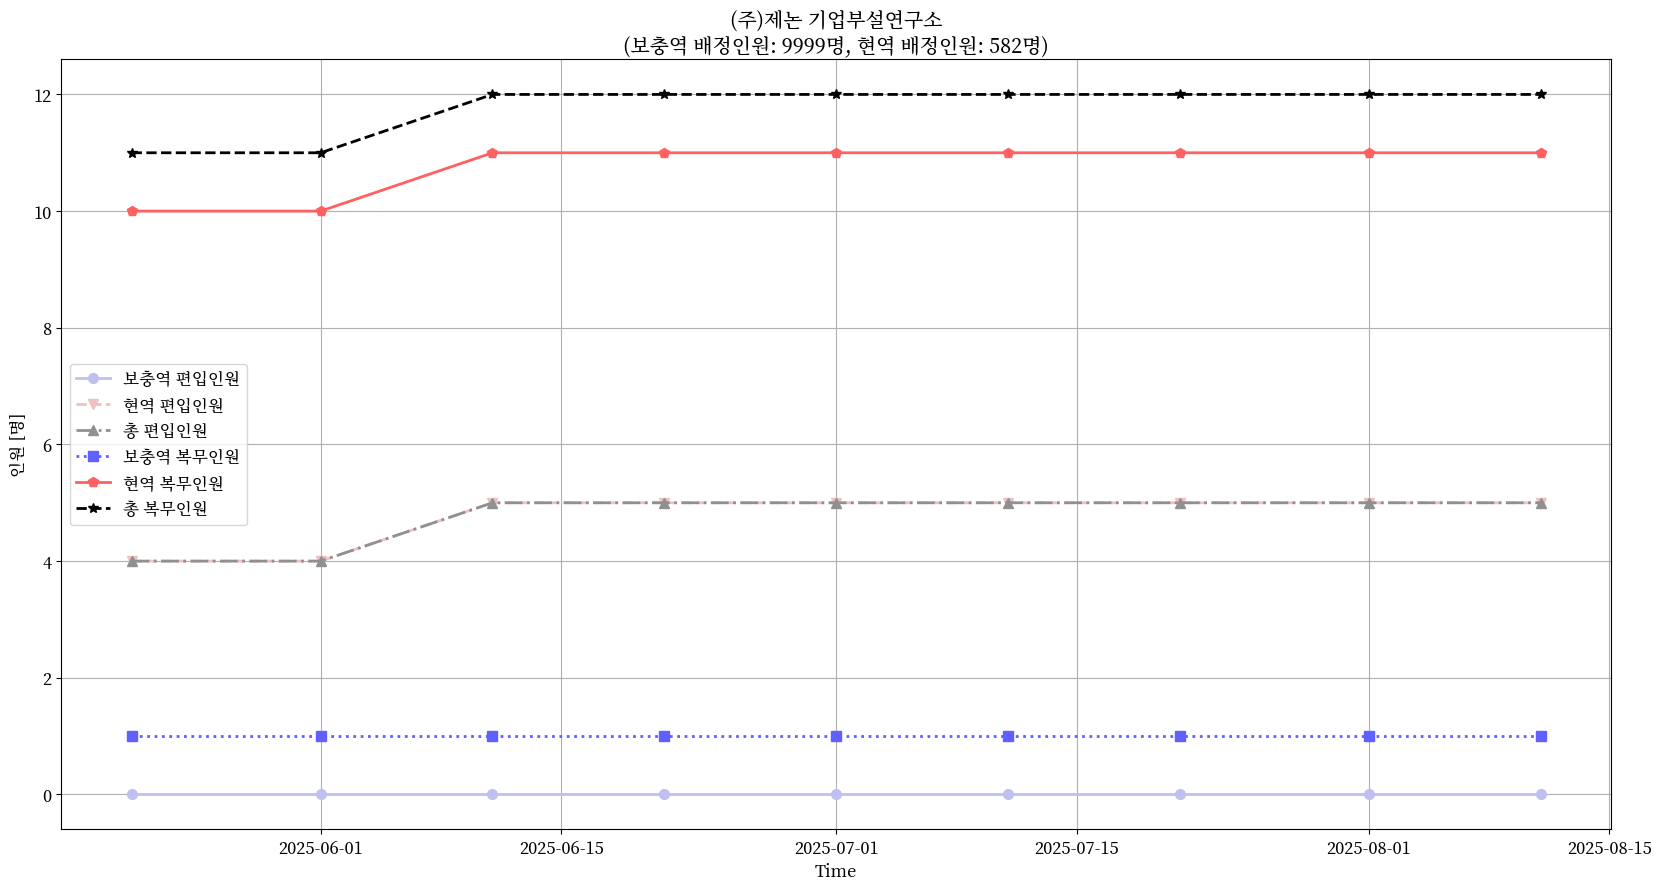 (주)제논 기업부설연구소
(보충역 배정인원: 9999명, 현역 배정인원: 582명)
12
10
8
6
4
2
0
인원 [명]
보충역 편입인원
현역 편입인원
총 편입인원
보충역 복무인원
현역 복무인원
총 복무인원
2025-06-01
2025-06-15
2025-07-01
2025-07-15
2025-08-01
2025-08-15
Time